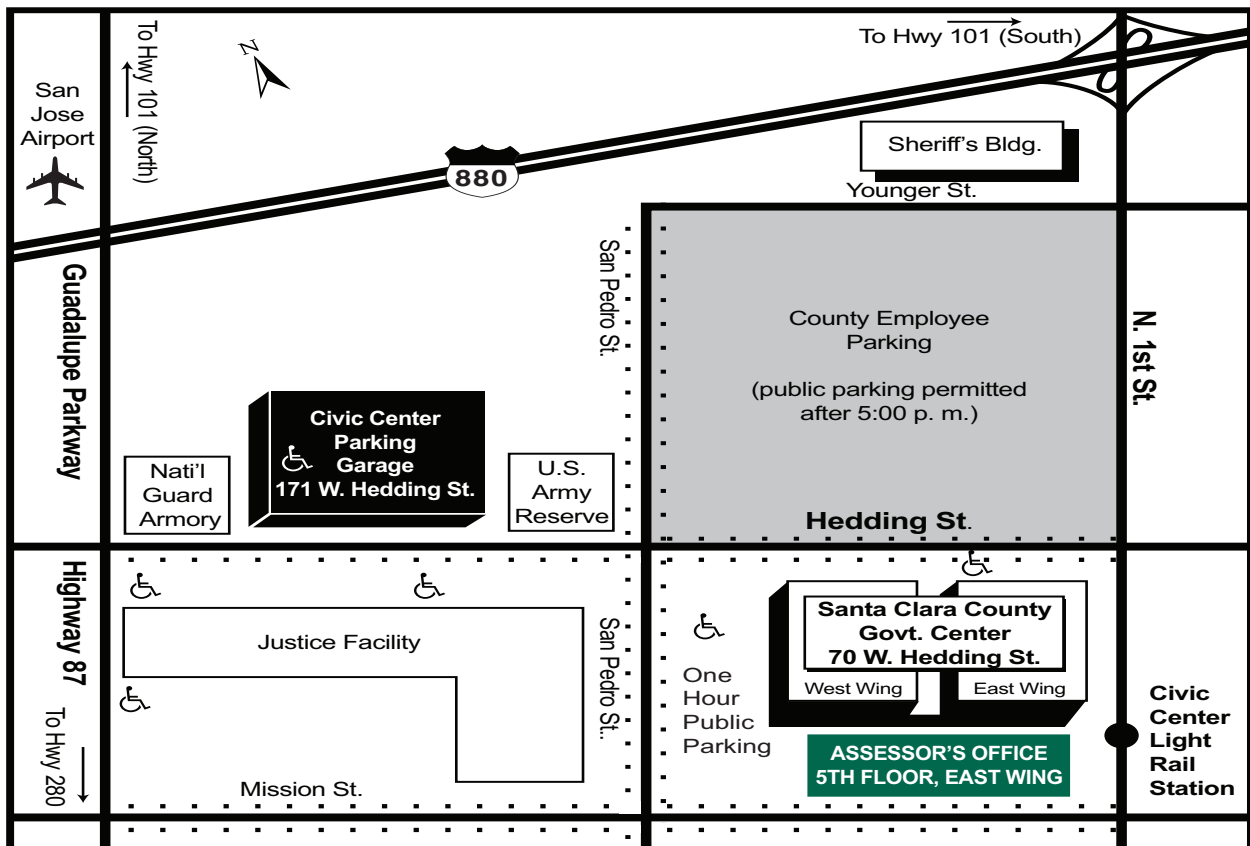 To Hwy 101 (South)
N
To Hwy 101 (North)
San
Jose
Airport
880
Sheriff's Bldg.
Younger St.
San Pedro St.
Guadalupe Parkway
County Employee
Parking
(public parking permitted
after 5:00 p. m.)
N. 1st St.
Civic Center
Parking
Garage
171 W. Hedding St.
Nati'l
Guard
Armory
U.S.
Army
Reserve
Hedding St.
Highway 87
To Hwy 280
Justice Facility
San Pedro St..
Mission St.
One
Hour
Public
Parking
Santa Clara County
Govt. Center
70 W. Hedding St.
West Wing
East Wing
ASSESSOR'S OFFICE
5TH FLOOR, EAST WING
Civic
Center
Light
Rail
Station